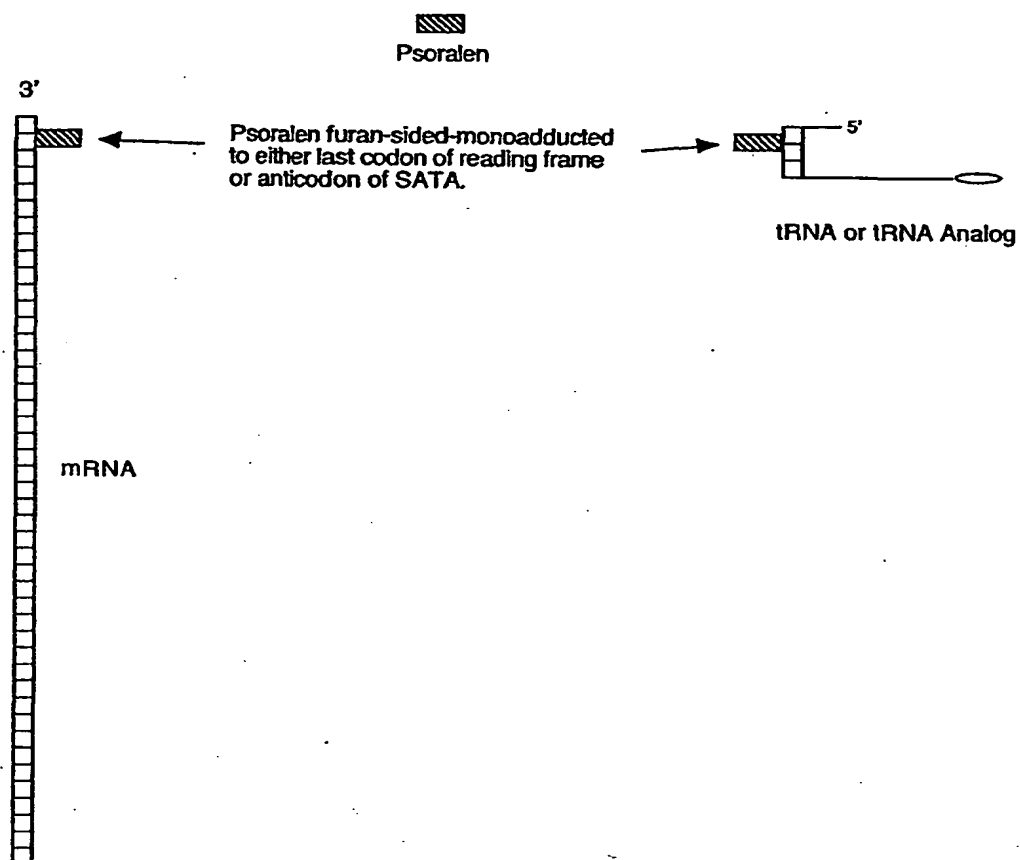 Psoralen
3'
Psoralen furan-sided-monoadducted
to either last codon of reading frame
or anticodon of SATA.
5'
tRNA or tRNA Analog
mRNA